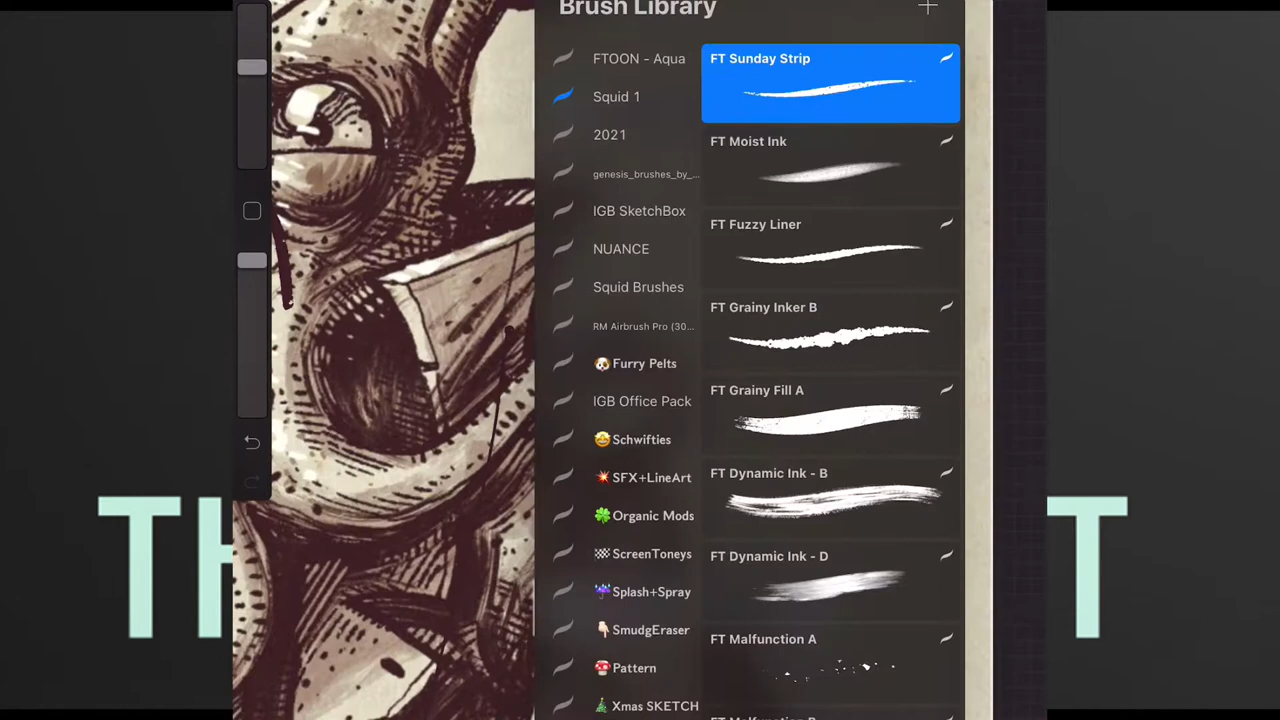 Brush Library
FTOON - Aqua
Squid 1
2021
genesis_brushes_by_...
IGB SketchBox
NUANCE
Squid Brushes
RM Airbrush Pro (30...
🐶Furry Pelts
IGB Office Pack
🤩Schwifties
💥SFX+LineArt
🍀Organic Mods
🏁ScreenToneys
☔Splash+Spray
👇🏻SmudgEraser
🍄Pattern
🎄Xmas SKETCH
FT Sunday Strip
FT Moist Ink
FT Fuzzy Liner
FT Grainy Inker B
FT Grainy Fill A
FT Dynamic Ink - B
FT Dynamic Ink - D
FT Malfunction A